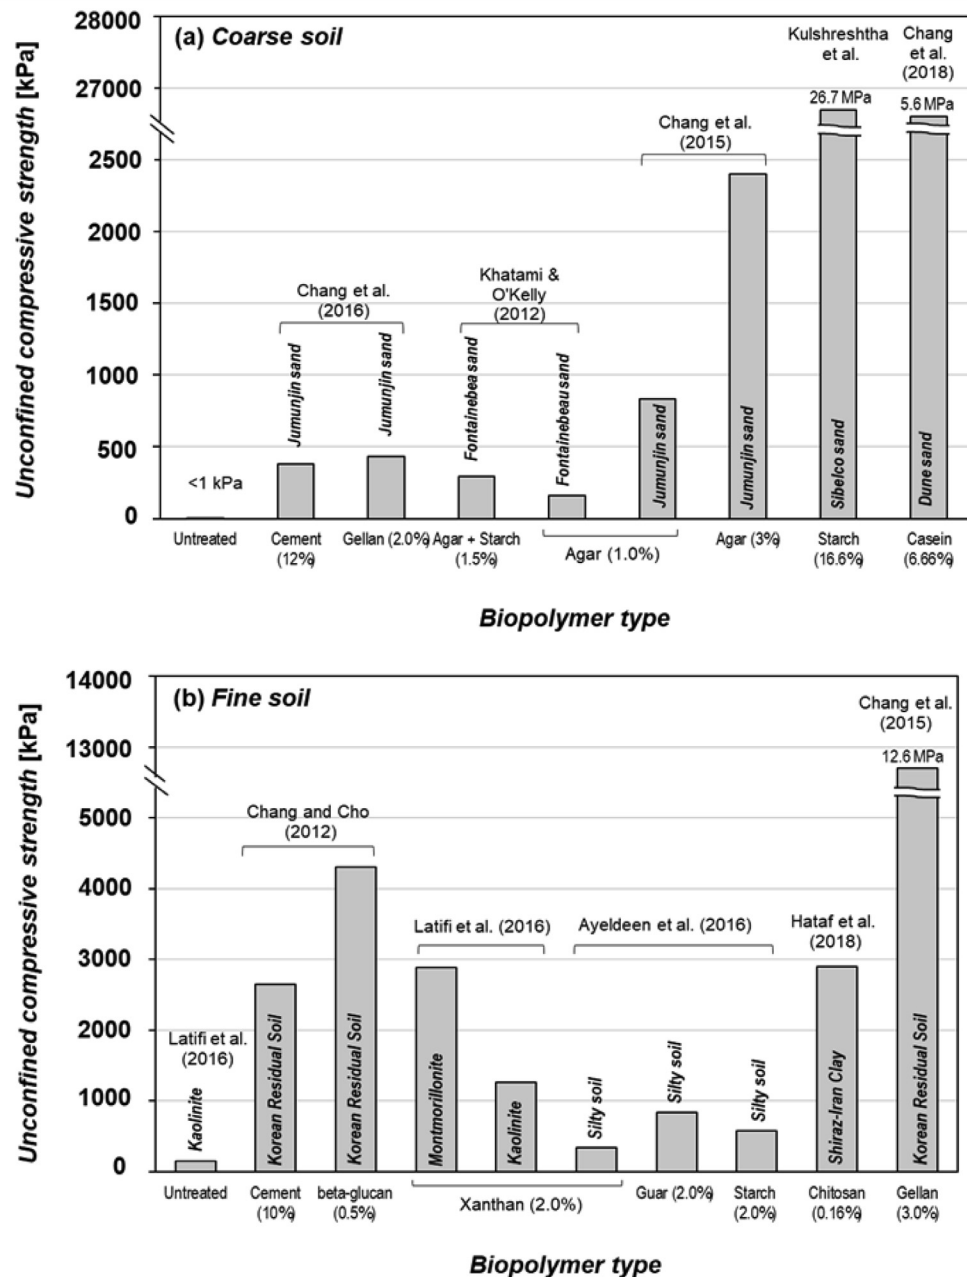 Unconfined compressive strength [kPa]
28000
27000
2500
2000
1500
1000
500
0
(a) Coarse soil
Kulshreshtha
et al.
Chang
et al.
(2018)
26.7 MPa
5.6 MPa
Chang et al.
(2015)
Khatami &
O'Kelly
(2012)
Chang et al.
(2016)
<1 kPa
Jumunjin sand
Jumunjin sand
Fontainebea sand
Fontainebeau sand
Jumunjin sand
Jumunjin sand
Sibelco sand
Dune sand
Untreated
Cement
(12%)
Gellan (2.0%)
Agar + Starch
(1.5%)
Agar (1.0%)
Agar (3%)
Starch
(16.6%)
Casein
(6.66%)
Biopolymer type
Unconfined compressive strength [kPa]
14000
13000
5000
4000
3000
2000
1000
0
(b) Fine soil
Chang et al.
(2015)
12.6 MPa
Chang and Cho
(2012)
Latifi et al. (2016)
Ayeldeen et al. (2016)
Hataf et al.
(2018)
Latifi et al.
(2016)
Kaolinite
Korean Residual Soil
Korean Residual Soil
Montmorillonite
Kaolinite
Silty soil
Silty soil
Silty soil
Shiraz-Iran Clay
Korean Residual Soil
Untreated
Cement
(10%)
beta-glucan
(0.5%)
Xanthan (2.0%)
Guar (2.0%)
Starch
(2.0%)
Chitosan
(0.16%)
Gellan
(3.0%)
Biopolymer type